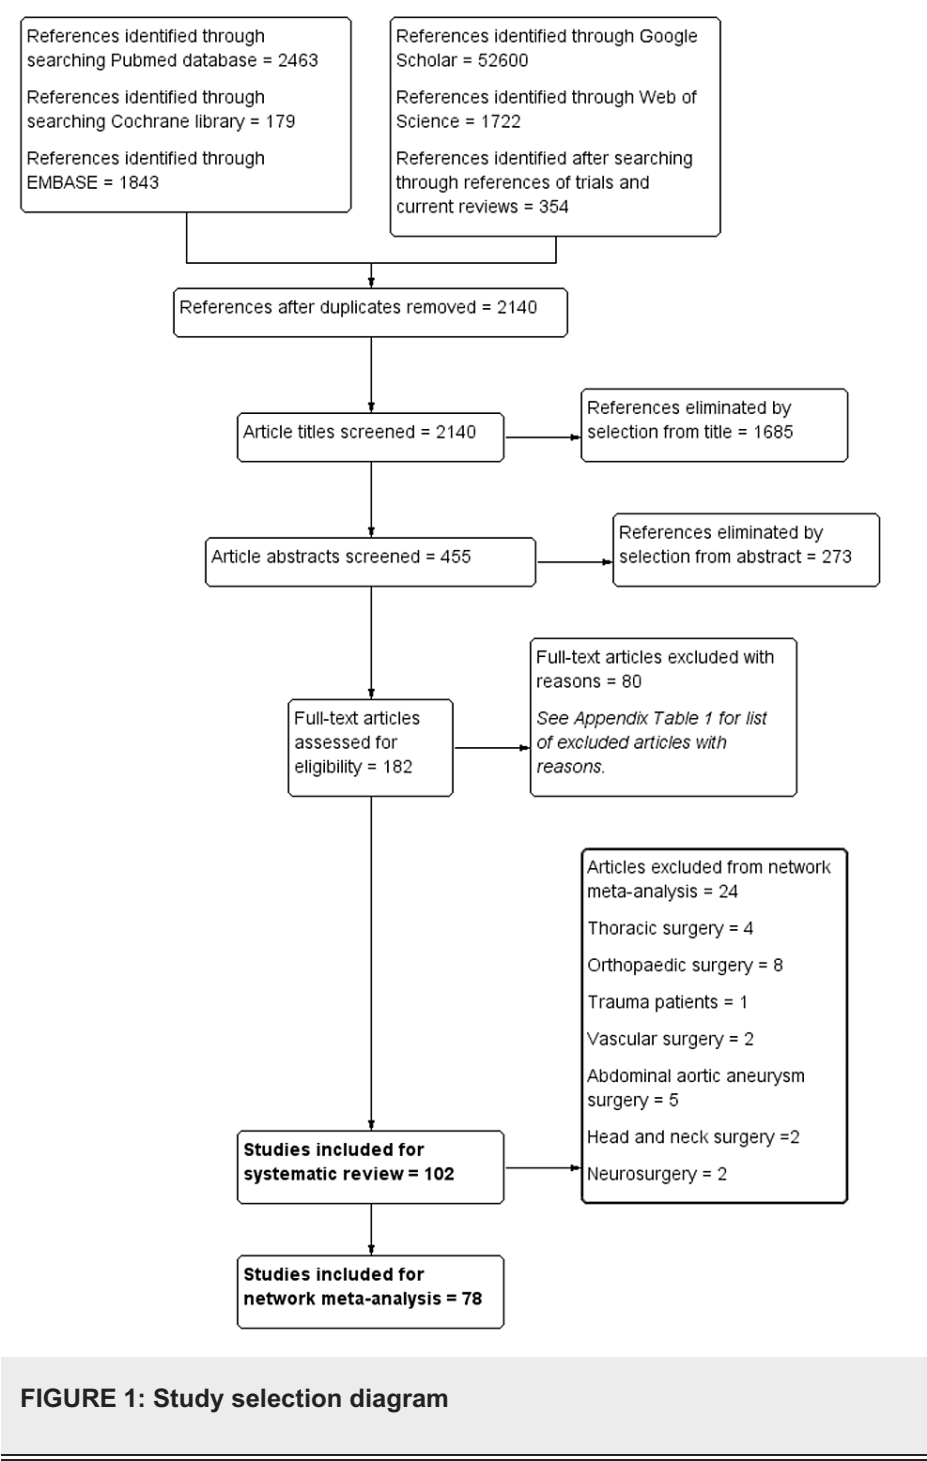 References identified through
searching Pubmed database = 2463
References identified through
searching Cochrane library = 179
References identified through
EMBASE = 1843
References identified through Google
Scholar = 52600
References identified through Web of
Science = 1722
References identified after searching
through references of trials and
current reviews = 354
References after duplicates removed = 2140
Article titles screened = 2140
References eliminated by
selection from title = 1685
Article abstracts screened = 455
References eliminated by
selection from abstract = 273
Full-text articles excluded with
reasons = 80
See Appendix Table 1 for list
of excluded articles with
reasons.
Full-text articles
assessed for
eligibility = 182
Articles excluded from network
meta-analysis = 24
Thoracic surgery = 4
Orthopaedic surgery = 8
Trauma patients = 1
Vascular surgery = 2
Abdominal aortic aneurysm
surgery = 5
Head and neck surgery =2
Neurosurgery = 2
Studies included for
systematic review = 102
Studies included for
network meta-analysis = 78
FIGURE 1: Study selection diagram